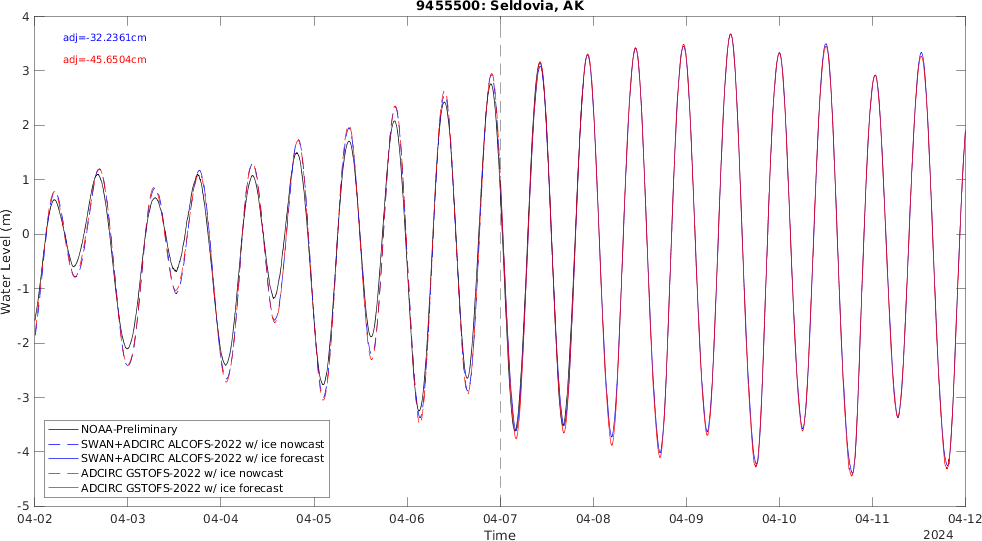 9455500: Seldovia, AK
adj=-32.2361cm
adj=-45.6504cm
4
3
2
1
0
-1
-2
-3
-4
-5
Water Level (m)
NOAA-Preliminary
SWAN+ADCIRC ALCOFS-2022 w/ ice nowcast
SWAN+ADCIRC ALCOFS-2022 w/ ice forecast
ADCIRC GSTOFS-2022 w/ ice nowcast
ADCIRC GSTOFS-2022 w/ ice forecast
04-02 04-03 04-04 04-05 04-06 04-07 04-08 04-09 04-10 04-11 04-12
Time
2024